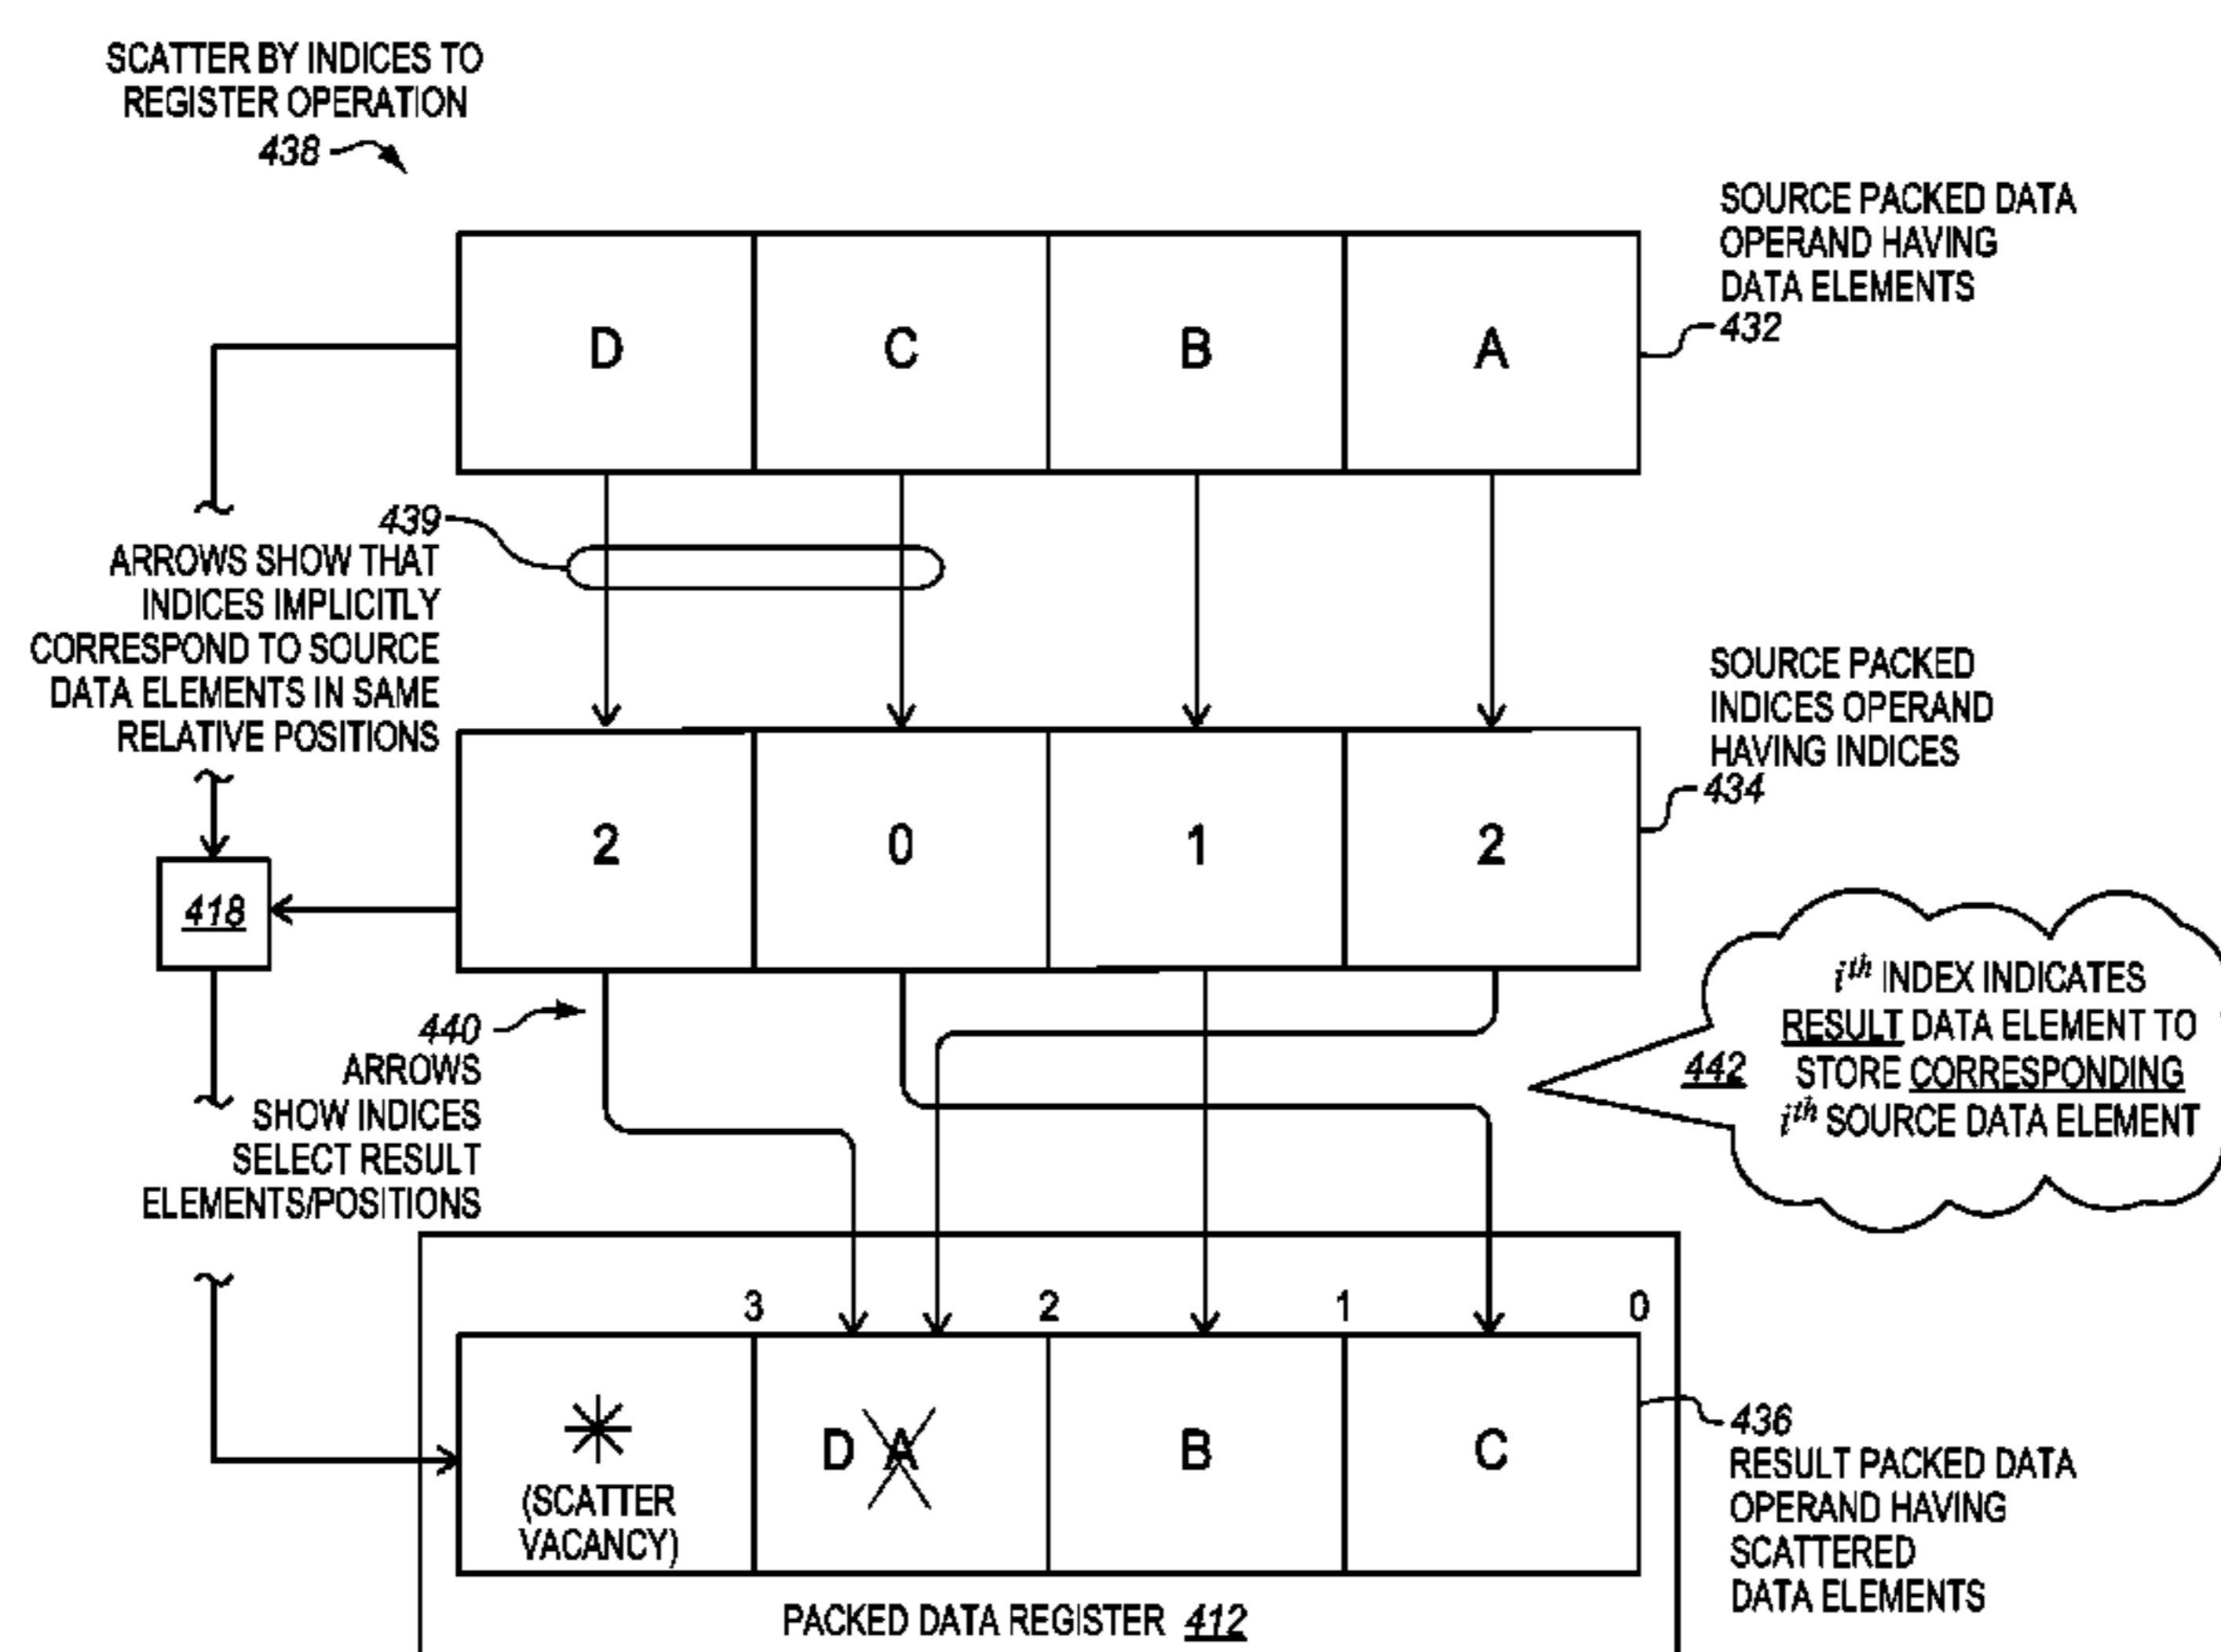 SCATTER BY INDICES TO
REGISTER OPERATION
438
SOURCE PACKED DATA
OPERAND HAVING
DATA ELEMENTS
432
D C B A
439
ARROWS SHOW THAT
INDICES IMPLICITLY
CORRESPOND TO SOURCE
DATA ELEMENTS IN SAME
RELATIVE POSITIONS
SOURCE PACKED
INDICES OPERAND
HAVING INDICES
434
2 0 1 2
418
440
ARROWS
SHOW INDICES
SELECT RESULT
ELEMENTS/POSITIONS
ith INDEX INDICATES
RESULT DATA ELEMENT TO
442 STORE CORRESPONDING
ith SOURCE DATA ELEMENT
3 2 1 0
* D A B C
(SCATTER
VACANCY)
436
RESULT PACKED DATA
OPERAND HAVING
SCATTERED
DATA ELEMENTS
PACKED DATA REGISTER 412